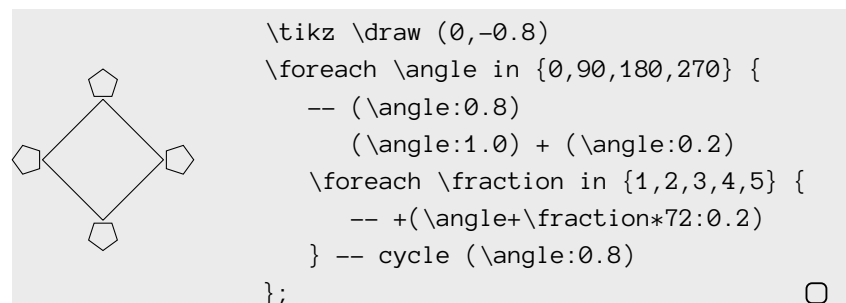 \tikz \draw (0,-0.8)
\foreach \angle in {0,90,180,270} {
-- (\angle:0.8)
(\angle:1.0) + (\angle:0.2)
\foreach \fraction in {1,2,3,4,5} {
-- +(\angle+\fraction*72:0.2)
} -- cycle (\angle:0.8)
};